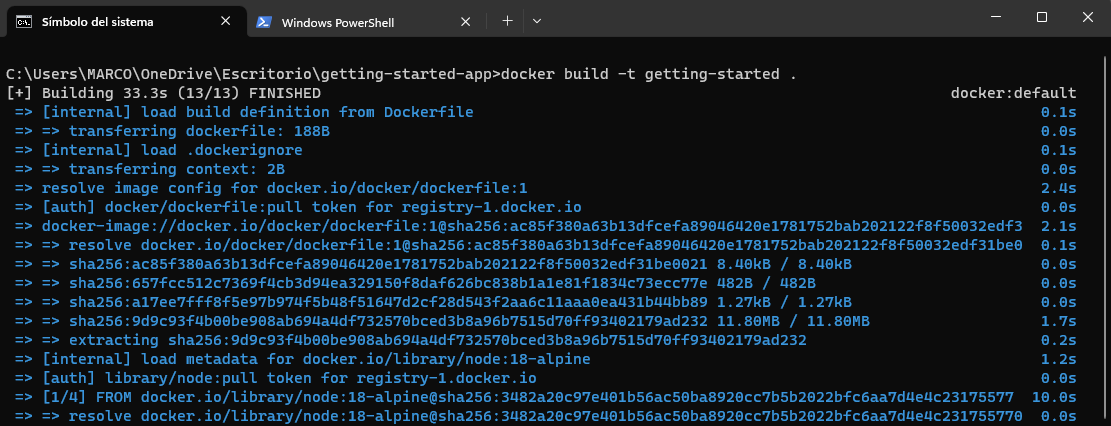 Símbolo del sistema
Windows PowerShell
C:\Users\MARCO\OneDrive\Escritorio\getting-started-app>docker build -t getting-started .
[+] Building 33.3s (13/13) FINISHED docker:default
=> [internal] load build definition from Dockerfile 0.1s
=> => transferring dockerfile: 188B 0.0s
=> [internal] load .dockerignore 0.1s
=> => transferring context: 2B 0.0s
=> resolve image config for docker.io/docker/dockerfile:1 2.4s
=> [auth] docker/dockerfile:pull token for registry-1.docker.io 0.0s
=> docker-image://docker.io/docker/dockerfile:1@sha256:ac85f380a63b13dfcefa89046420e1781752bab202122f8f50032edf3 2.1s
=> => resolve docker.io/docker/dockerfile:1@sha256:ac85f380a63b13dfcefa89046420e1781752bab202122f8f50032edf31be0 0.1s
=> => sha256:ac85f380a63b13dfcefa89046420e1781752bab202122f8f50032edf31be0021 8.40kB / 8.40kB 0.0s
=> => sha256:657fcc512c7369f4cb3d94ea329150f8daf626bc838b1a1e81f1834c73ecc77e 482B / 482B 0.0s
=> => sha256:a17ee7fff8f5e97b974f5b48f51647d2cf28d543f2aa6c11aaa0ea431b44bb89 1.27kB / 1.27kB 0.0s
=> => sha256:9d9c93f4b00be908ab694a4df732570bced3b8a96b7515d70ff93402179ad232 11.80MB / 11.80MB 1.7s
=> => extracting sha256:9d9c93f4b00be908ab694a4df732570bced3b8a96b7515d70ff93402179ad232 0.2s
=> [internal] load metadata for docker.io/library/node:18-alpine 1.2s
=> [auth] library/node:pull token for registry-1.docker.io 0.0s
=> [1/4] FROM docker.io/library/node:18-alpine@sha256:3482a20c97e401b56ac50ba8920cc7b5b2022bfc6aa7d4e4c23175577 10.0s
=> => resolve docker.io/library/node:18-alpine@sha256:3482a20c97e401b56ac50ba8920cc7b5b2022bfc6aa7d4e4c231755770 0.0s